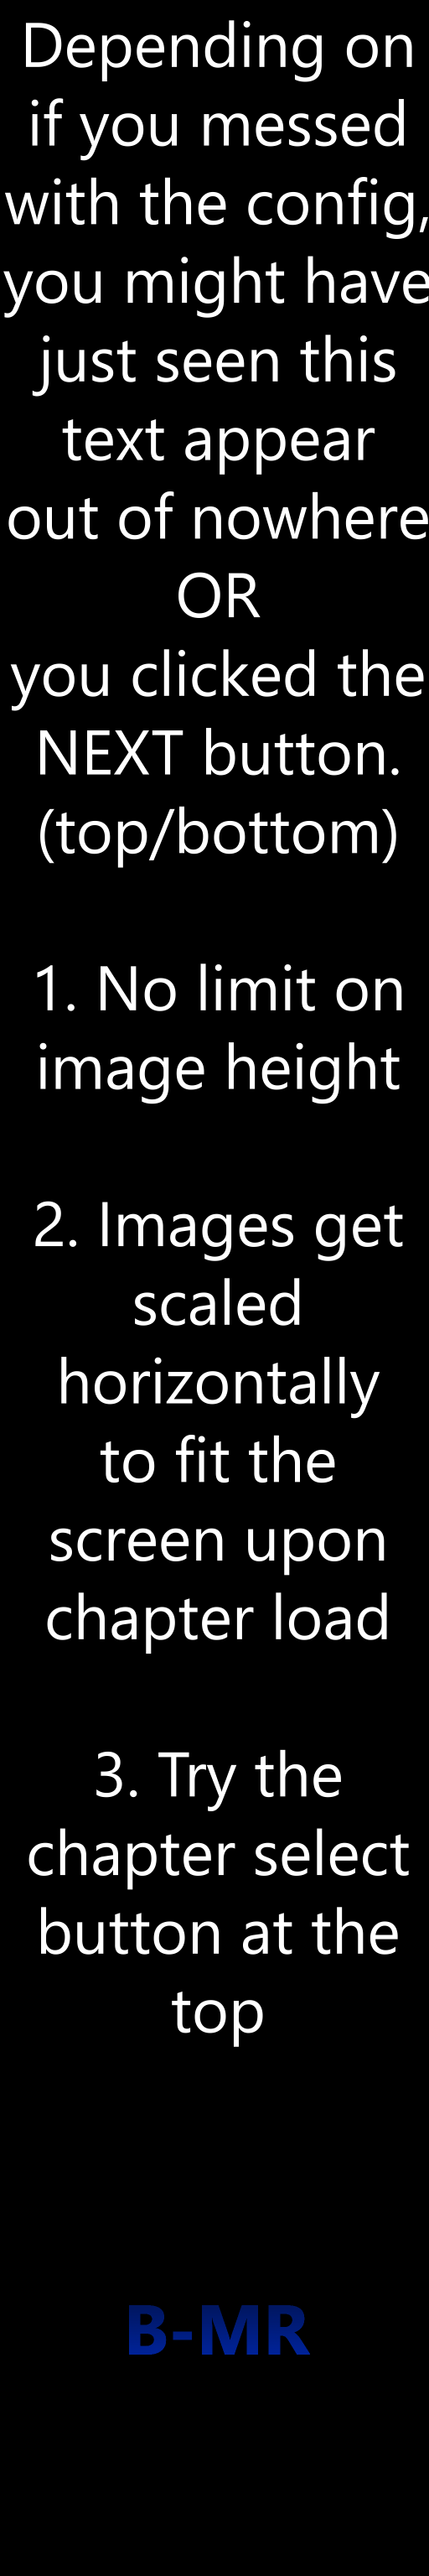 Depending on
if you messed
with the config,
you might have
just seen this
text appear
out of nowhere
OR
you clicked the
NEXT button.
(top/bottom)
1. No limit on
image height
2. Images get
scaled
horizontally
to fit the
screen upon
chapter load
3. Try the
chapter select
button at the
top
B-MR